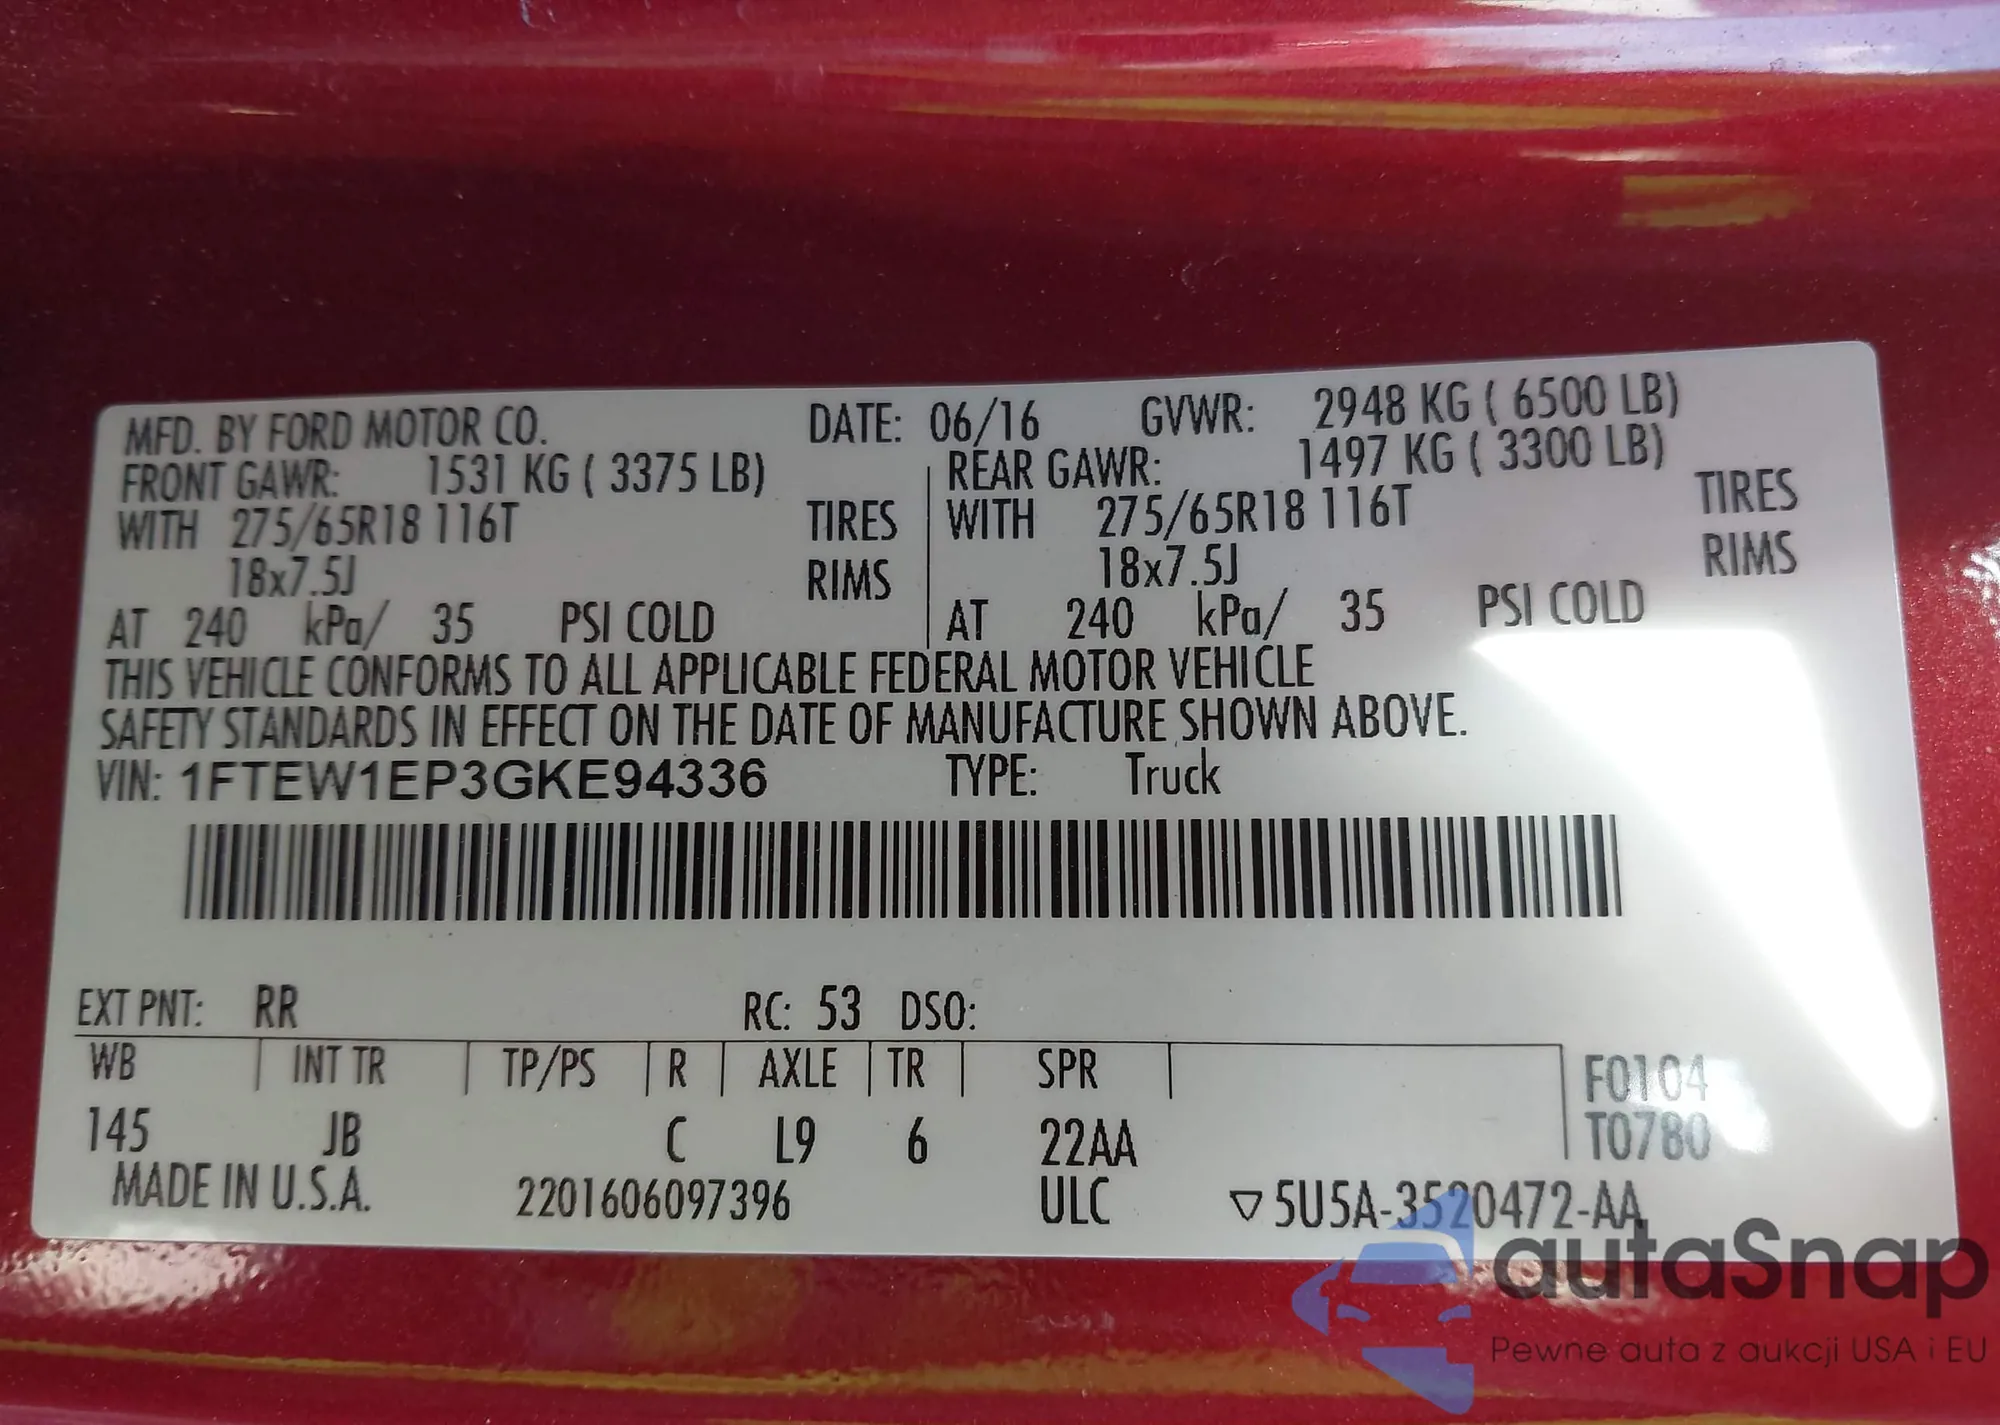 MFD. BY FORD MOTOR CO. DATE: 06/16 GVWR: 2948 KG ( 6500 LB)
FRONT GAWR: 1531 KG ( 3375 LB) REAR GAWR: 1497 KG ( 3300 LB)
WITH 275/65R18 116T TIRES WITH 275/65R18 116T TIRES
18x7.5J RIMS 18x7.5J RIMS
AT 240 kPa/ 35 PSI COLD AT 240 kPa/ 35 PSI COLD
THIS VEHICLE CONFORMS TO ALL APPLICABLE FEDERAL MOTOR VEHICLE
SAFETY STANDARDS IN EFFECT ON THE DATE OF MANUFACTURE SHOWN ABOVE.
VIN: 1FTEW1EP3GKE94336 TYPE: Truck
EXT PNT: RR RC: 53 DSO:
WB INT TR TP/PS R AXLE TR SPR F0104
145 JB C L9 6 22AA T0780
MADE IN U.S.A. 2201606097396 ULC ▽5U5A-3520472-AA
autaSnap
Pewne auta z aukcji USA i EU